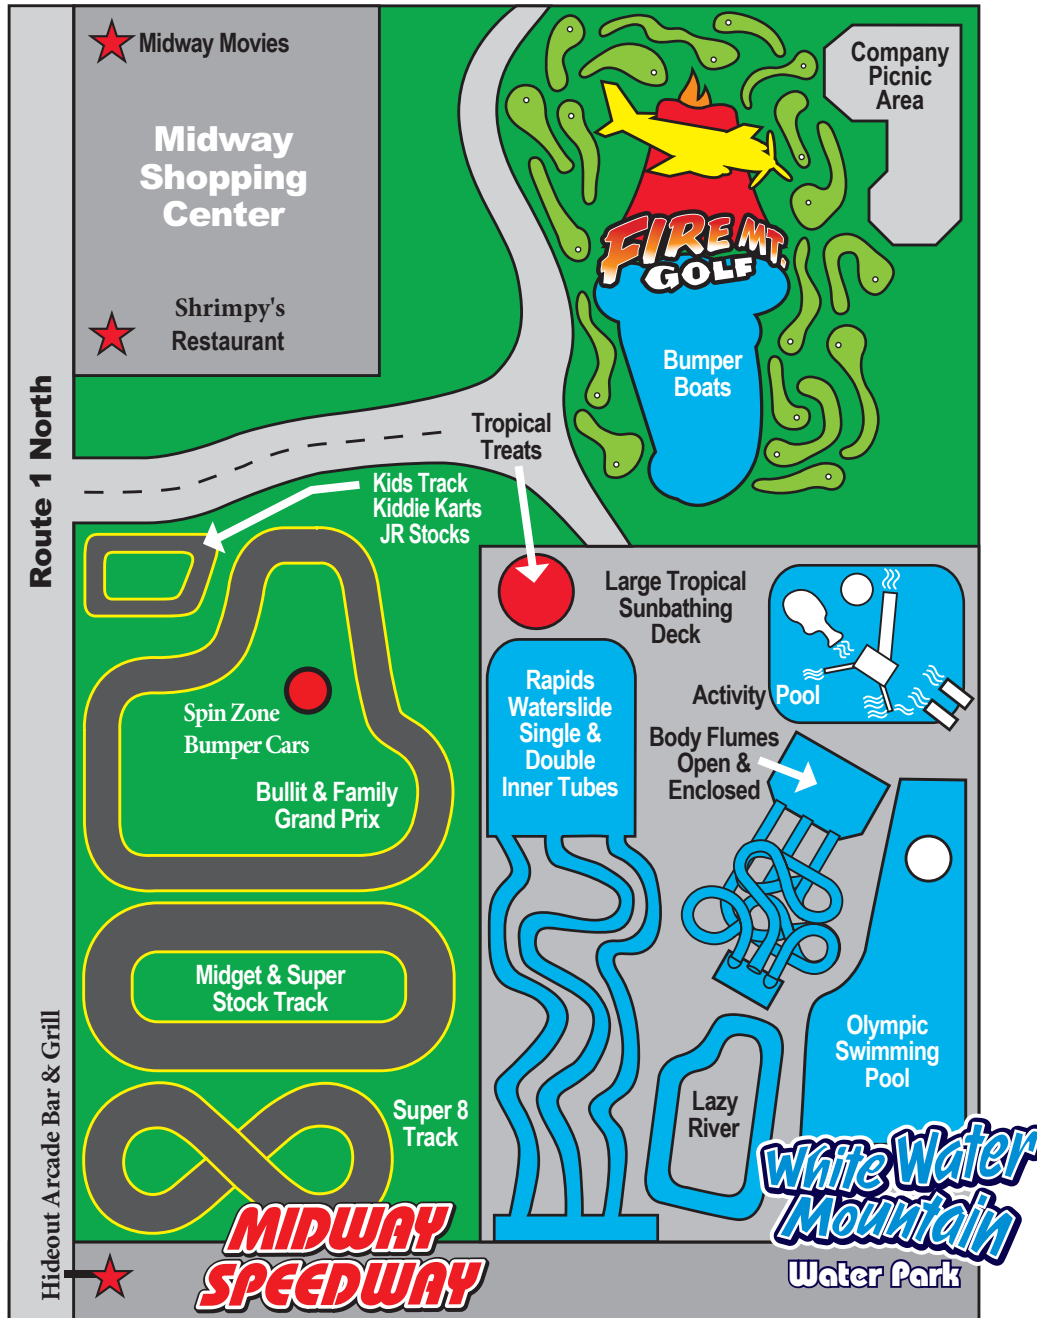 Midway Movies
Midway
Shopping
Center
Shrimpy's
Restaurant
Company
Picnic
Area
FIRE MT.
GOLF
Bumper
Boats
Route 1 North
Tropical
Treats
Kids Track
Kiddie Karts
JR Stocks
Large Tropical
Sunbathing
Deck
Activity Pool
Rapids
Waterslide
Single &
Double
Inner Tubes
Body Flumes
Open &
Enclosed
Spin Zone
Bumper Cars
Bullit & Family
Grand Prix
Midget & Super
Stock Track
Olympic
Swimming
Pool
Super 8
Track
Lazy
River
Hideout Arcade Bar & Grill
MIDWAY
SPEEDWAY
White Water
Mountain
Water Park